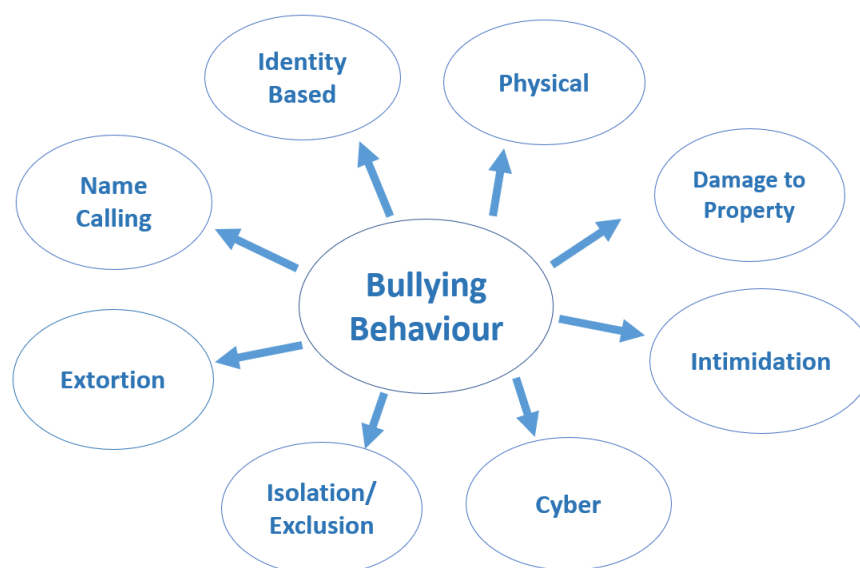 Identity
Based
Physical
Name
Calling
Damage to
Property
Bullying
Behaviour
Extortion
Intimidation
Isolation/
Exclusion
Cyber